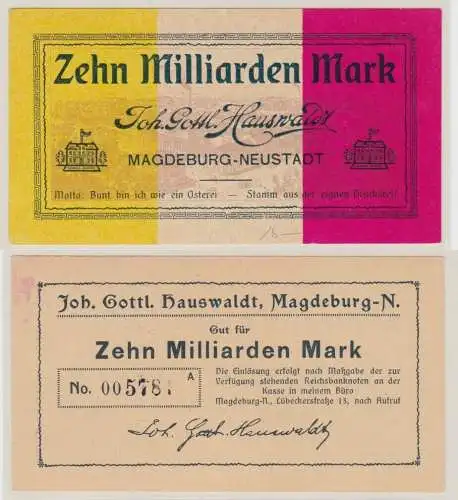 Zehn Milliarden Mark
Joh. Gottl. Hauswaldt
MAGDEBURG-NEUSTADT
Motto: Bunt bin ich wie ein Osterei — Stamm aus der eignen Druckerei!
Joh. Gottl. Hauswaldt, Magdeburg-N.
Gut für
Zehn Milliarden Mark
Die Einlösung erfolgt nach Maßgabe der zur
Verfügung stehenden Reichsbanknoten an der
Kasse in meinem Büro
Magdeburg-N., Lübeckerstraße 13, nach Aufruf
A
No. 00578
Joh. Gottl. Hauswaldt